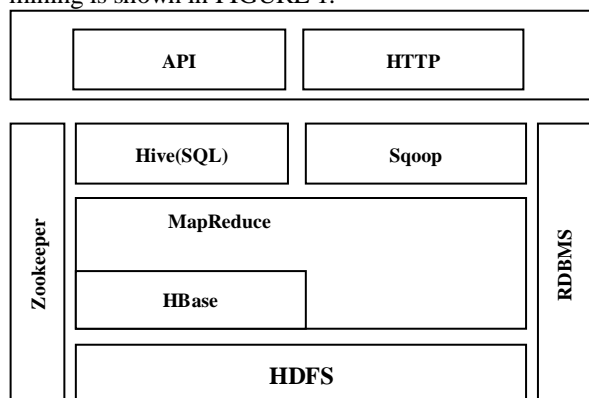 mining is shown in FIGURE 1.
API
HTTP
Hive(SQL)
Sqoop
Zookeeper
MapReduce
RDBMS
HBase
HDFS